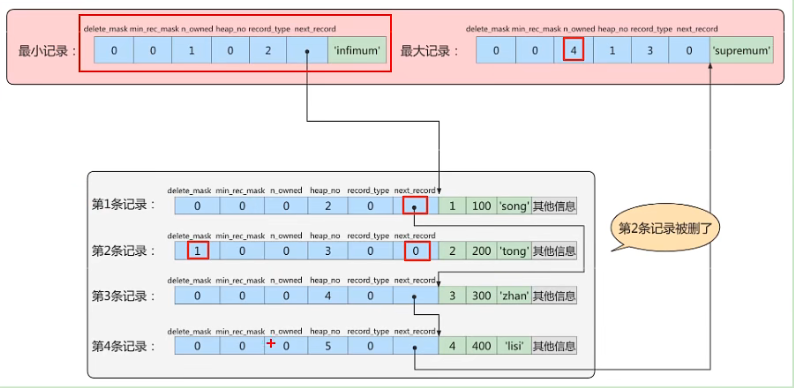 delete_mask min_rec_mask n_owned heap_no record_type next_record
最小记录： 0 0 1 0 2 'infimum'
delete_mask min_rec_mask n_owned heap_no record_type next_record
最大记录： 0 0 4 1 3 0 'supremum'
delete_mask min_rec_mask n_owned heap_no record_type next_record
第1条记录： 0 0 0 2 0 1 100 'song' 其他信息
delete_mask min_rec_mask n_owned heap_no record_type next_record
第2条记录： 1 0 0 3 0 0 2 200 'tong' 其他信息
第2条记录被删了
delete_mask min_rec_mask n_owned heap_no record_type next_record
第3条记录： 0 0 0 4 0 3 300 'zhan' 其他信息
delete_mask min_rec_mask n_owned heap_no record_type next_record
第4条记录： 0 0 0 5 0 4 400 'lisi' 其他信息